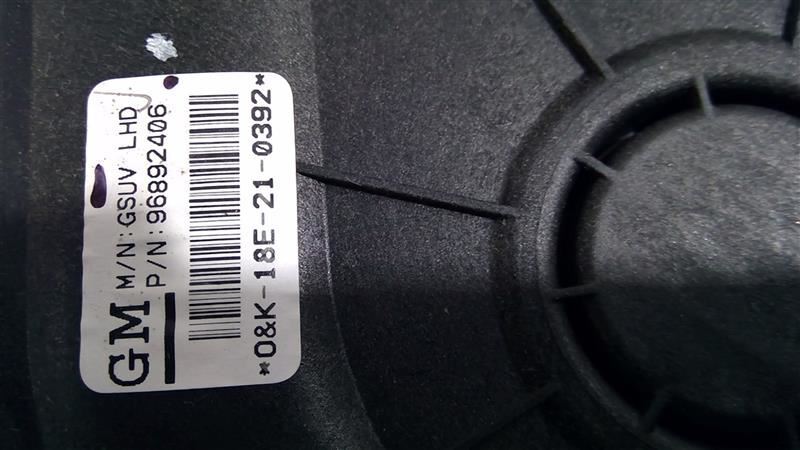 GM
M/N:GSUV LHD
P/N:96892406
*O&K-18E-21-0392*